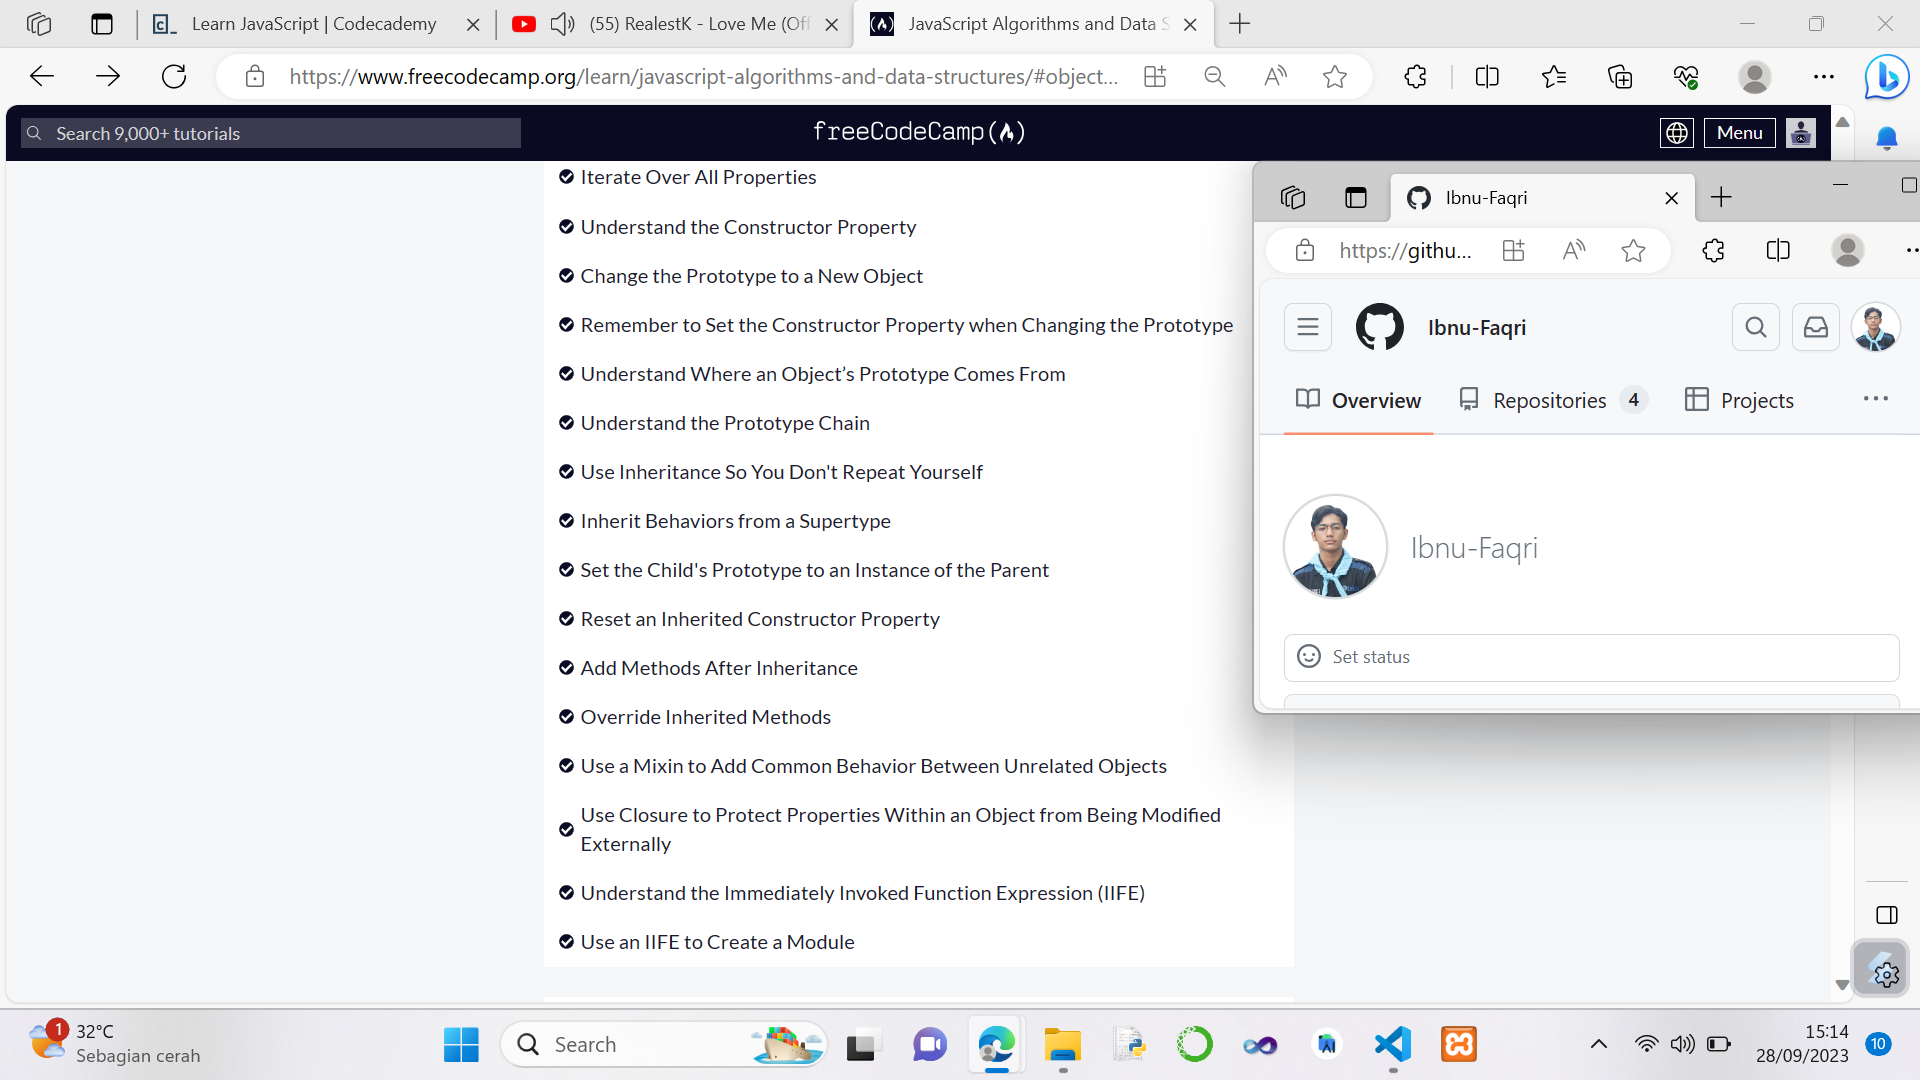 Learn JavaScript | Codecademy
(55) RealestK - Love Me (Off
JavaScript Algorithms and Data S
https://www.freecodecamp.org/learn/javascript-algorithms-and-data-structures/#object...
Search 9,000+ tutorials
freeCodeCamp
Menu
Iterate Over All Properties
Understand the Constructor Property
Change the Prototype to a New Object
Remember to Set the Constructor Property when Changing the Prototype
Understand Where an Object’s Prototype Comes From
Understand the Prototype Chain
Use Inheritance So You Don't Repeat Yourself
Inherit Behaviors from a Supertype
Set the Child's Prototype to an Instance of the Parent
Reset an Inherited Constructor Property
Add Methods After Inheritance
Override Inherited Methods
Use a Mixin to Add Common Behavior Between Unrelated Objects
Use Closure to Protect Properties Within an Object from Being Modified
Externally
Understand the Immediately Invoked Function Expression (IIFE)
Use an IIFE to Create a Module
Ibnu-Faqri
https://githu...
Ibnu-Faqri
Overview
Repositories 4
Projects
Ibnu-Faqri
Set status
1
32°C
Sebagian cerah
Search
15:14
28/09/2023
10